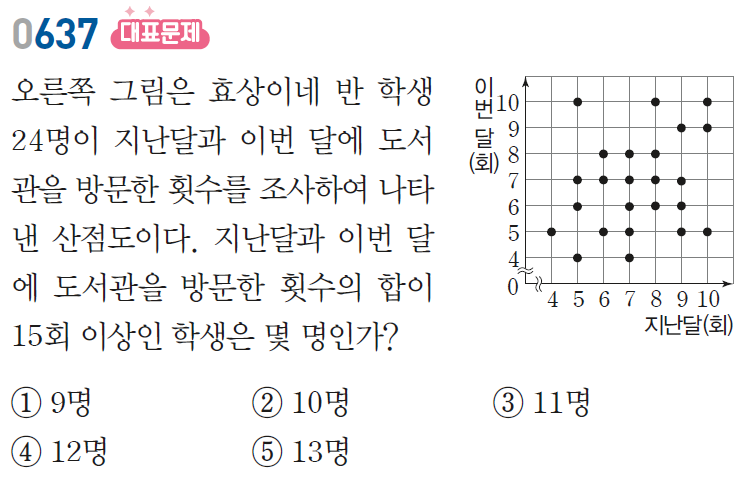 0637 대표문제
오른쪽 그림은 효상이네 반 학생
24명이 지난달과 이번 달에 도서
관을 방문한 횟수를 조사하여 나타
낸 산점도이다. 지난달과 이번 달
에 도서관을 방문한 횟수의 합이
15회 이상인 학생은 몇 명인가?
이번 달(회)
10
9
8
7
6
5
4
0
4 5 6 7 8 9 10
지난달(회)
① 9명 ② 10명 ③ 11명
④ 12명 ⑤ 13명